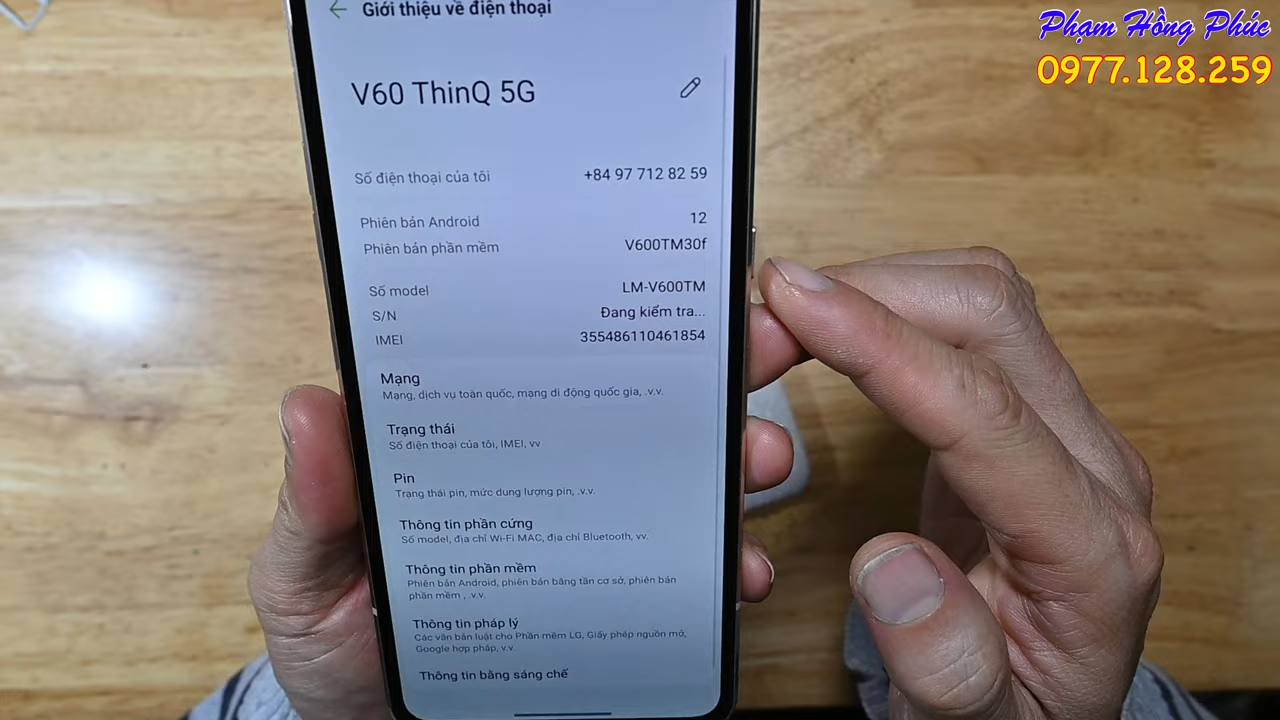 Phạm Hồng Phúc
0977.128.259
Giới thiệu về điện thoại
V60 ThinQ 5G
Số điện thoại của tôi +84 97 712 82 59
Phiên bản Android 12
Phiên bản phần mềm V600TM30f
Số model LM-V600TM
S/N Đang kiểm tra...
IMEI 355486110461854
Mạng
Mạng, dịch vụ toàn quốc, mạng di động quốc gia, .v.v.
Trạng thái
Số điện thoại của tôi, IMEI, vv
Pin
Trạng thái pin, mức dung lượng pin, .v.v.
Thông tin phần cứng
Số model, địa chỉ Wi-Fi MAC, địa chỉ Bluetooth, vv.
Thông tin phần mềm
Phiên bản Android, phiên bản băng tần cơ sở, phiên bản
phần mềm , .v.v.
Thông tin pháp lý
Các văn bản luật cho Phần mềm LG, Giấy phép nguồn mở,
Google hợp pháp, v.v.
Thông tin bằng sáng chế